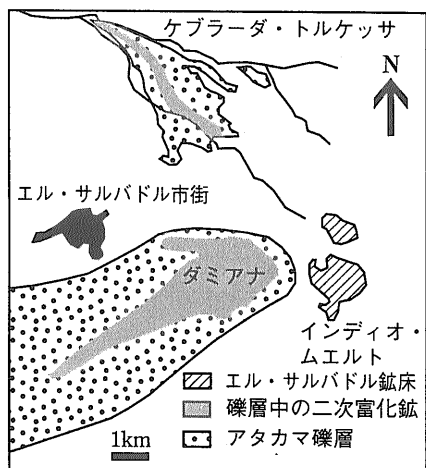 ケブラーダ・トルケッサ
N
エル・サルバドル市街
ダミアナ
インディオ・
ムエルト
エル・サルバドル鉱床
礫層中の二次富化鉱
アタカマ礫層
1km